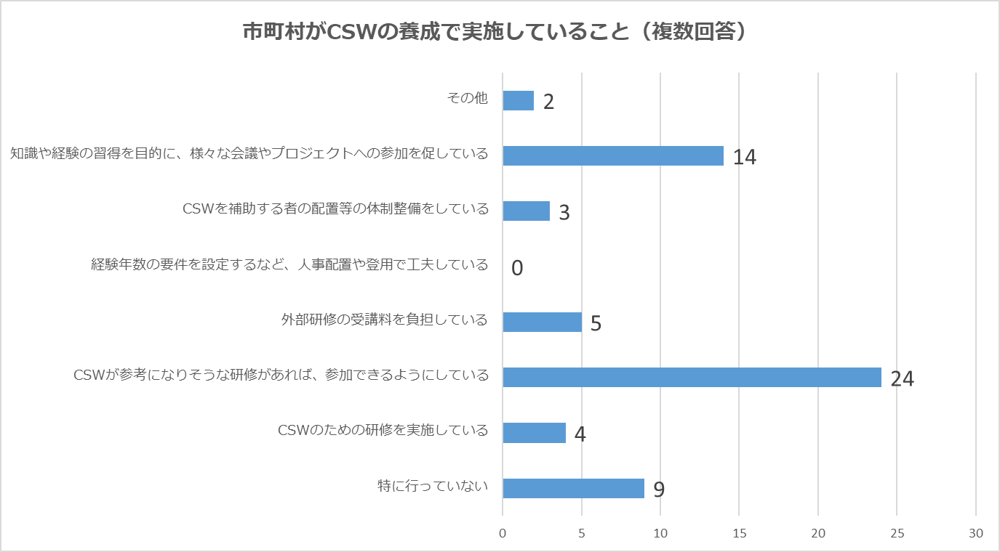 市町村がCSWの養成で実施していること（複数回答）
その他 2
知識や経験の習得を目的に、様々な会議やプロジェクトへの参加を促している 14
CSWを補助する者の配置等の体制整備をしている 3
経験年数の要件を設定するなど、人事配置や登用で工夫している 0
外部研修の受講料を負担している 5
CSWが参考になりそうな研修があれば、参加できるようにしている 24
CSWのための研修を実施している 4
特に行っていない 9
0 5 10 15 20 25 30